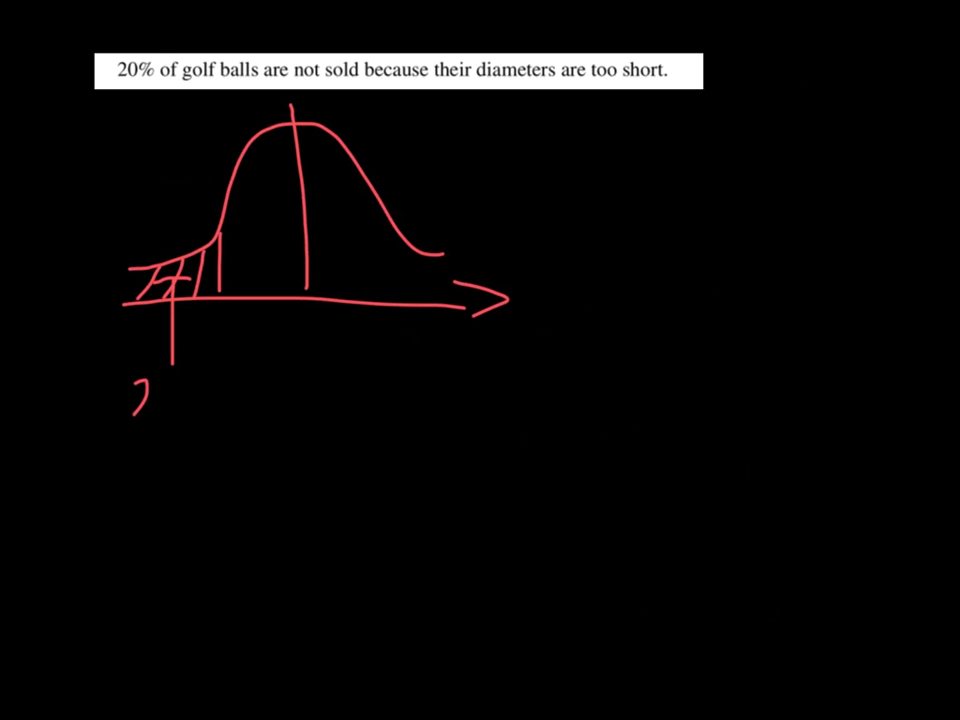 20% of golf balls are not sold because their diameters are too short.